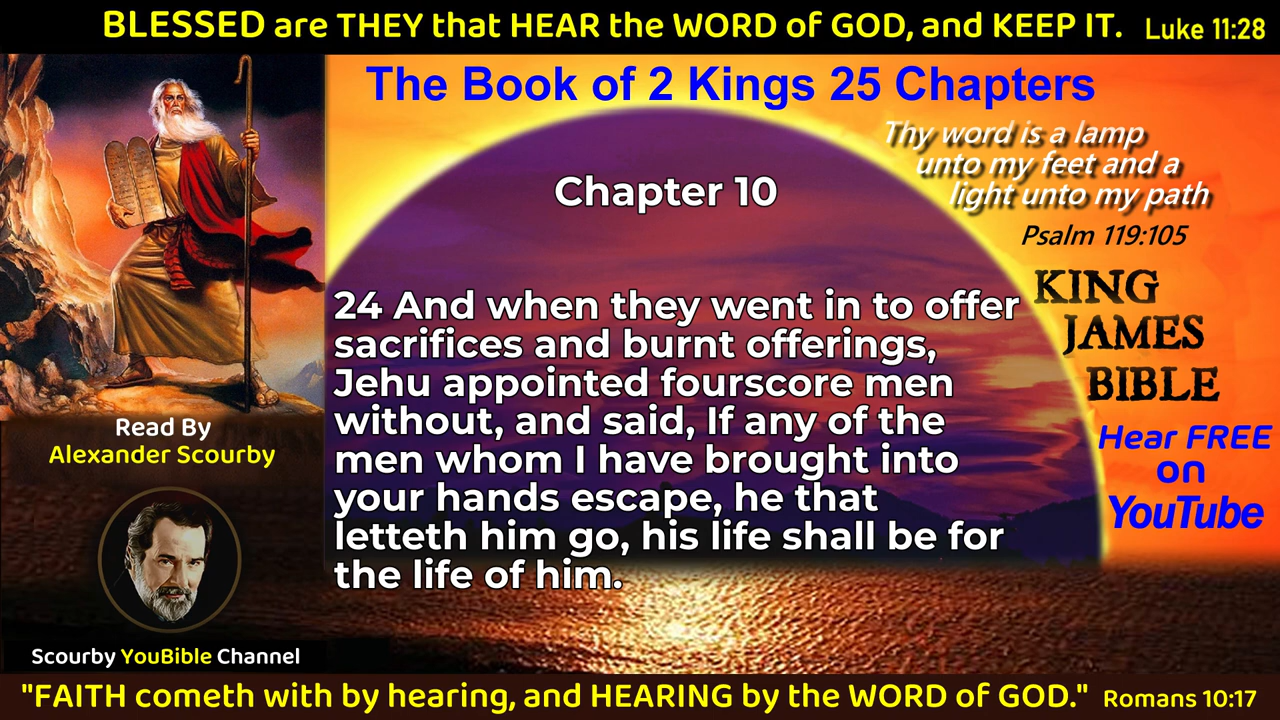 BLESSED are THEY that HEAR the WORD of GOD, and KEEP IT. Luke 11:28
The Book of 2 Kings 25 Chapters
Thy word is a lamp
unto my feet and a
light unto my path
Psalm 119:105
Chapter 10
24 And when they went in to offer
sacrifices and burnt offerings,
Jehu appointed fourscore men
without, and said, If any of the
men whom I have brought into
your hands escape, he that
letteth him go, his life shall be for
the life of him.
KING
JAMES
BIBLE
Hear FREE
on
YouTube
Read By
Alexander Scourby
Scourby YouBible Channel
"FAITH cometh with by hearing, and HEARING by the WORD of GOD." Romans 10:17